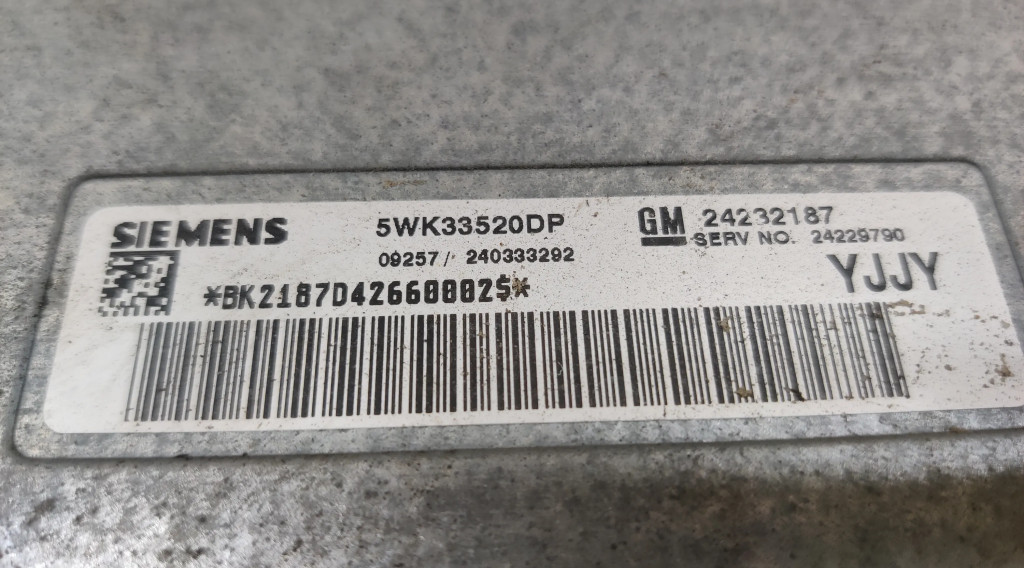 SIEMENS
5WK33520DP
GM 24232187
SERV NO. 24229790
09257/ 240333292
YJJY
*BK2187D42660002$*